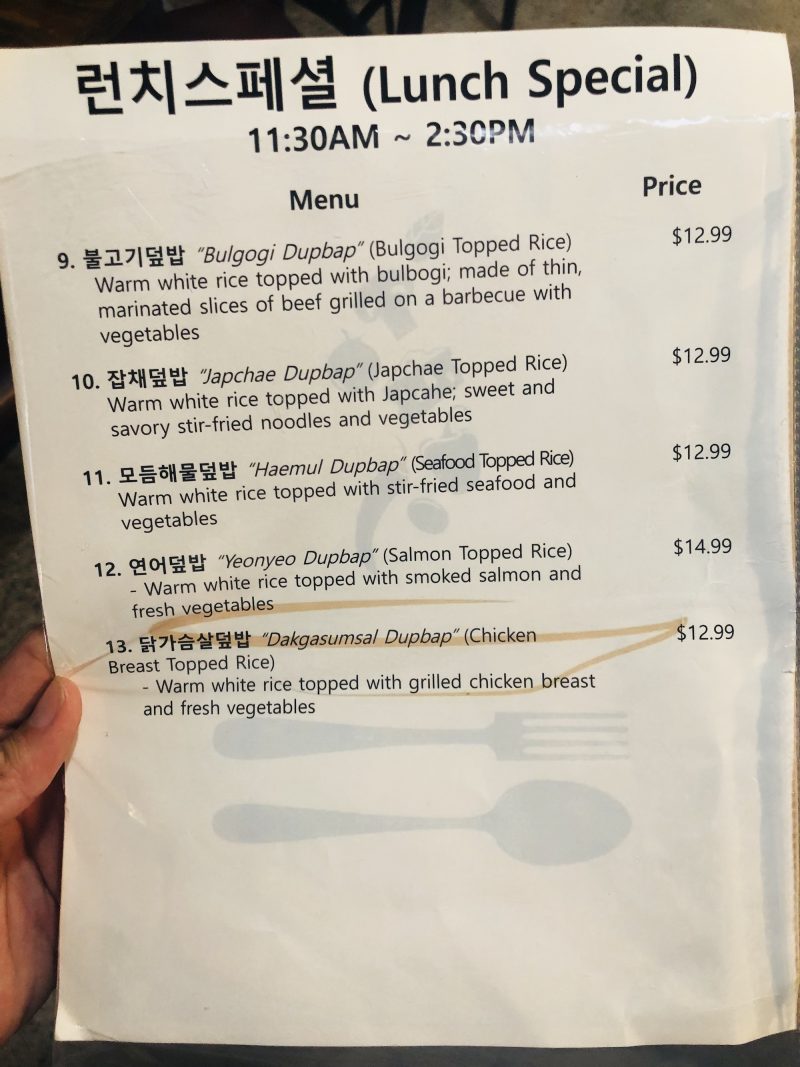 런치스페셜 (Lunch Special)
11:30AM ~ 2:30PM
Menu Price
9. 불고기덮밥 "Bulgogi Dupbap" (Bulgogi Topped Rice) $12.99
Warm white rice topped with bulbogi; made of thin,
marinated slices of beef grilled on a barbecue with
vegetables
10. 잡채덮밥 "Japchae Dupbap" (Japchae Topped Rice) $12.99
Warm white rice topped with Japcahe; sweet and
savory stir-fried noodles and vegetables
11. 모듬해물덮밥 "Haemul Dupbap" (Seafood Topped Rice) $12.99
Warm white rice topped with stir-fried seafood and
vegetables
12. 연어덮밥 "Yeonyeo Dupbap" (Salmon Topped Rice) $14.99
- Warm white rice topped with smoked salmon and
fresh vegetables
13. 닭가슴살덮밥 "Dakgasumsal Dupbap" (Chicken $12.99
Breast Topped Rice)
- Warm white rice topped with grilled chicken breast
and fresh vegetables